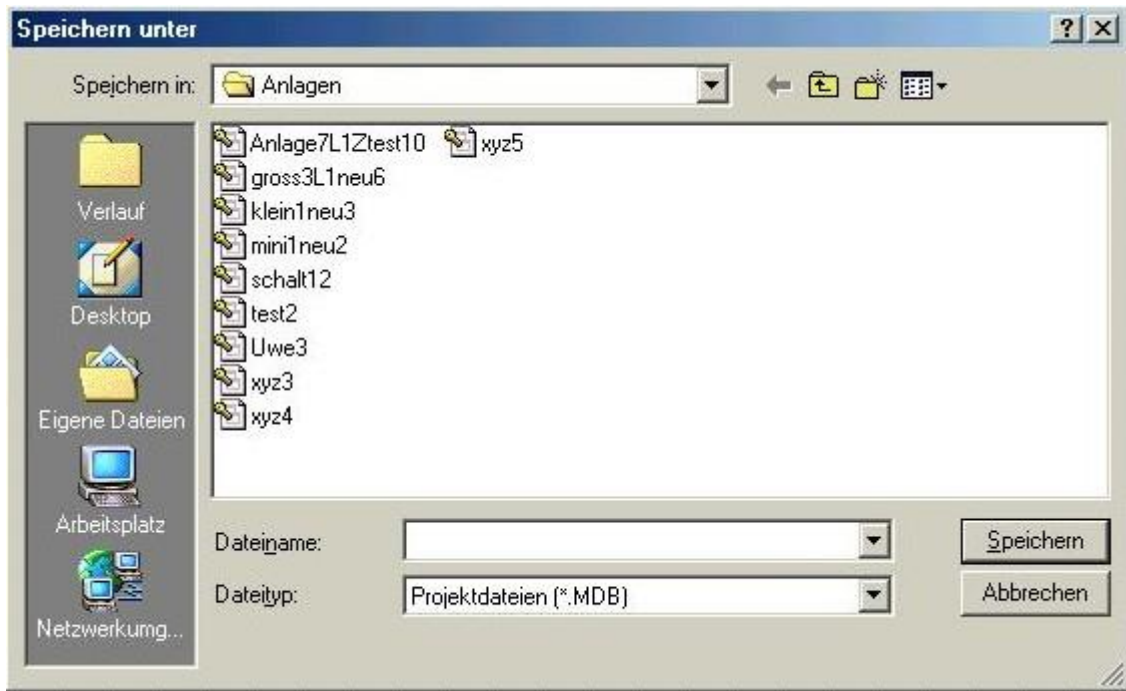 Speichern unter
Speichern in: Anlagen
Verlauf
Desktop
Eigene Dateien
Arbeitsplatz
Netzwerkumg...
Anlage7L1Ztest10 xyz5
gross3L1neu6
klein1neu3
mini1neu2
schalt12
test2
Uwe3
xyz3
xyz4
Dateiname: Speichern
Dateityp: Projektdateien (*.MDB) Abbrechen